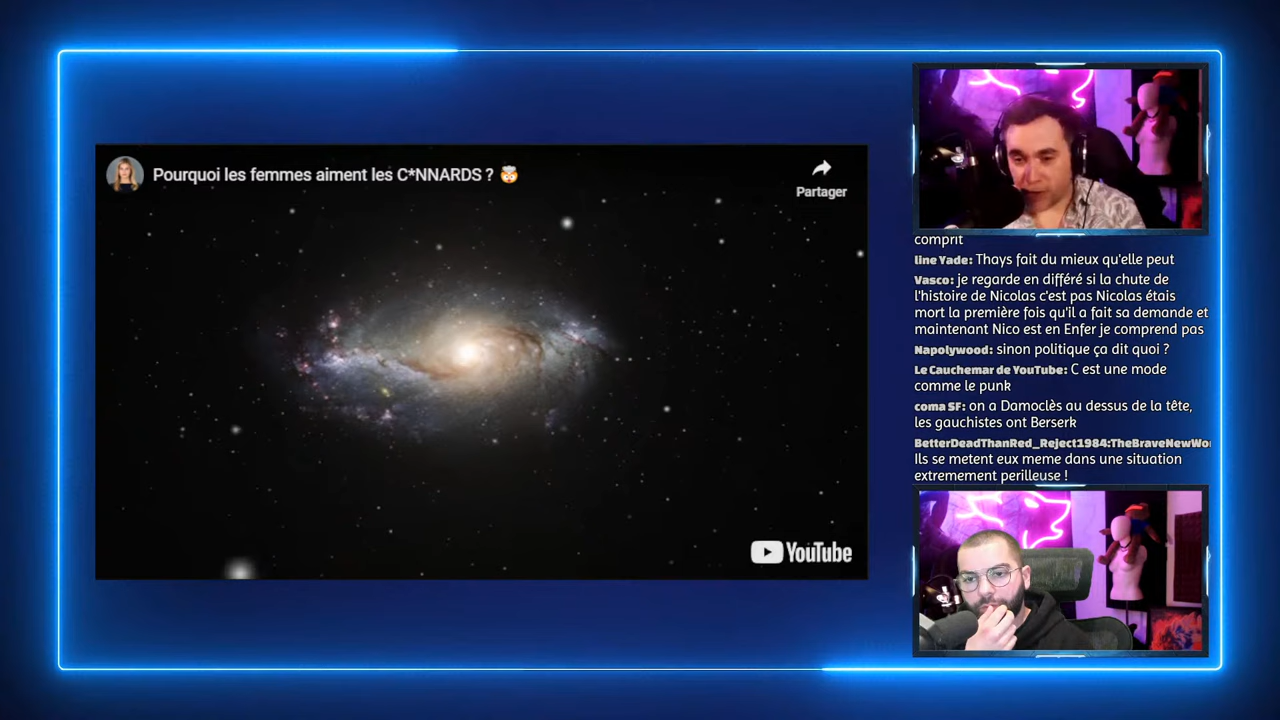 Pourquoi les femmes aiment les C*NNARDS ? 🤯
Partager
YouTube
comprit
line Yade: Thays fait du mieux qu'elle peut
Vasco: je regarde en différé si la chute de
l'histoire de Nicolas c'est pas Nicolas étais
mort la première fois qu'il a fait sa demande et
maintenant Nico est en Enfer je comprend pas
Napolywood: sinon politique ça dit quoi ?
Le Cauchemar de YouTube: C est une mode
comme le punk
coma SF: on a Damoclès au dessus de la tête,
les gauchistes ont Berserk
BetterDeadThanRed_Reject1984:TheBraveNewWo
Ils se metent eux meme dans une situation
extremement perilleuse !